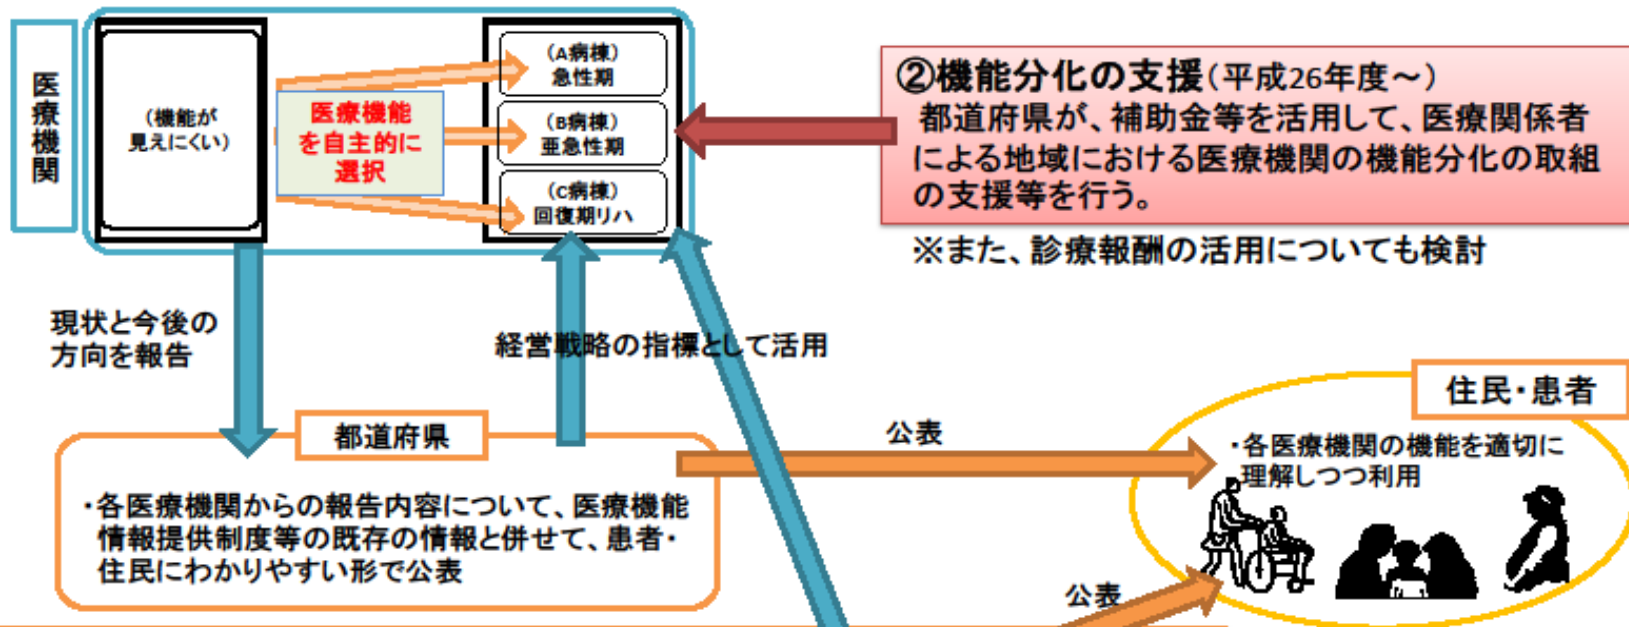 医療機関
(機能が
見えにくい)
医療機能
を自主的に
選択
(A病棟)
急性期
(B病棟)
亜急性期
(C病棟)
回復期リハ
②機能分化の支援(平成26年度～)
都道府県が、補助金等を活用して、医療関係者
による地域における医療機関の機能分化の取組
の支援等を行う。
※また、診療報酬の活用についても検討
現状と今後の
方向を報告
経営戦略の指標として活用
都道府県
・各医療機関からの報告内容について、医療機能
情報提供制度等の既存の情報と併せて、患者・
住民にわかりやすい形で公表
公表
住民・患者
・各医療機関の機能を適切に
理解しつつ利用
公表